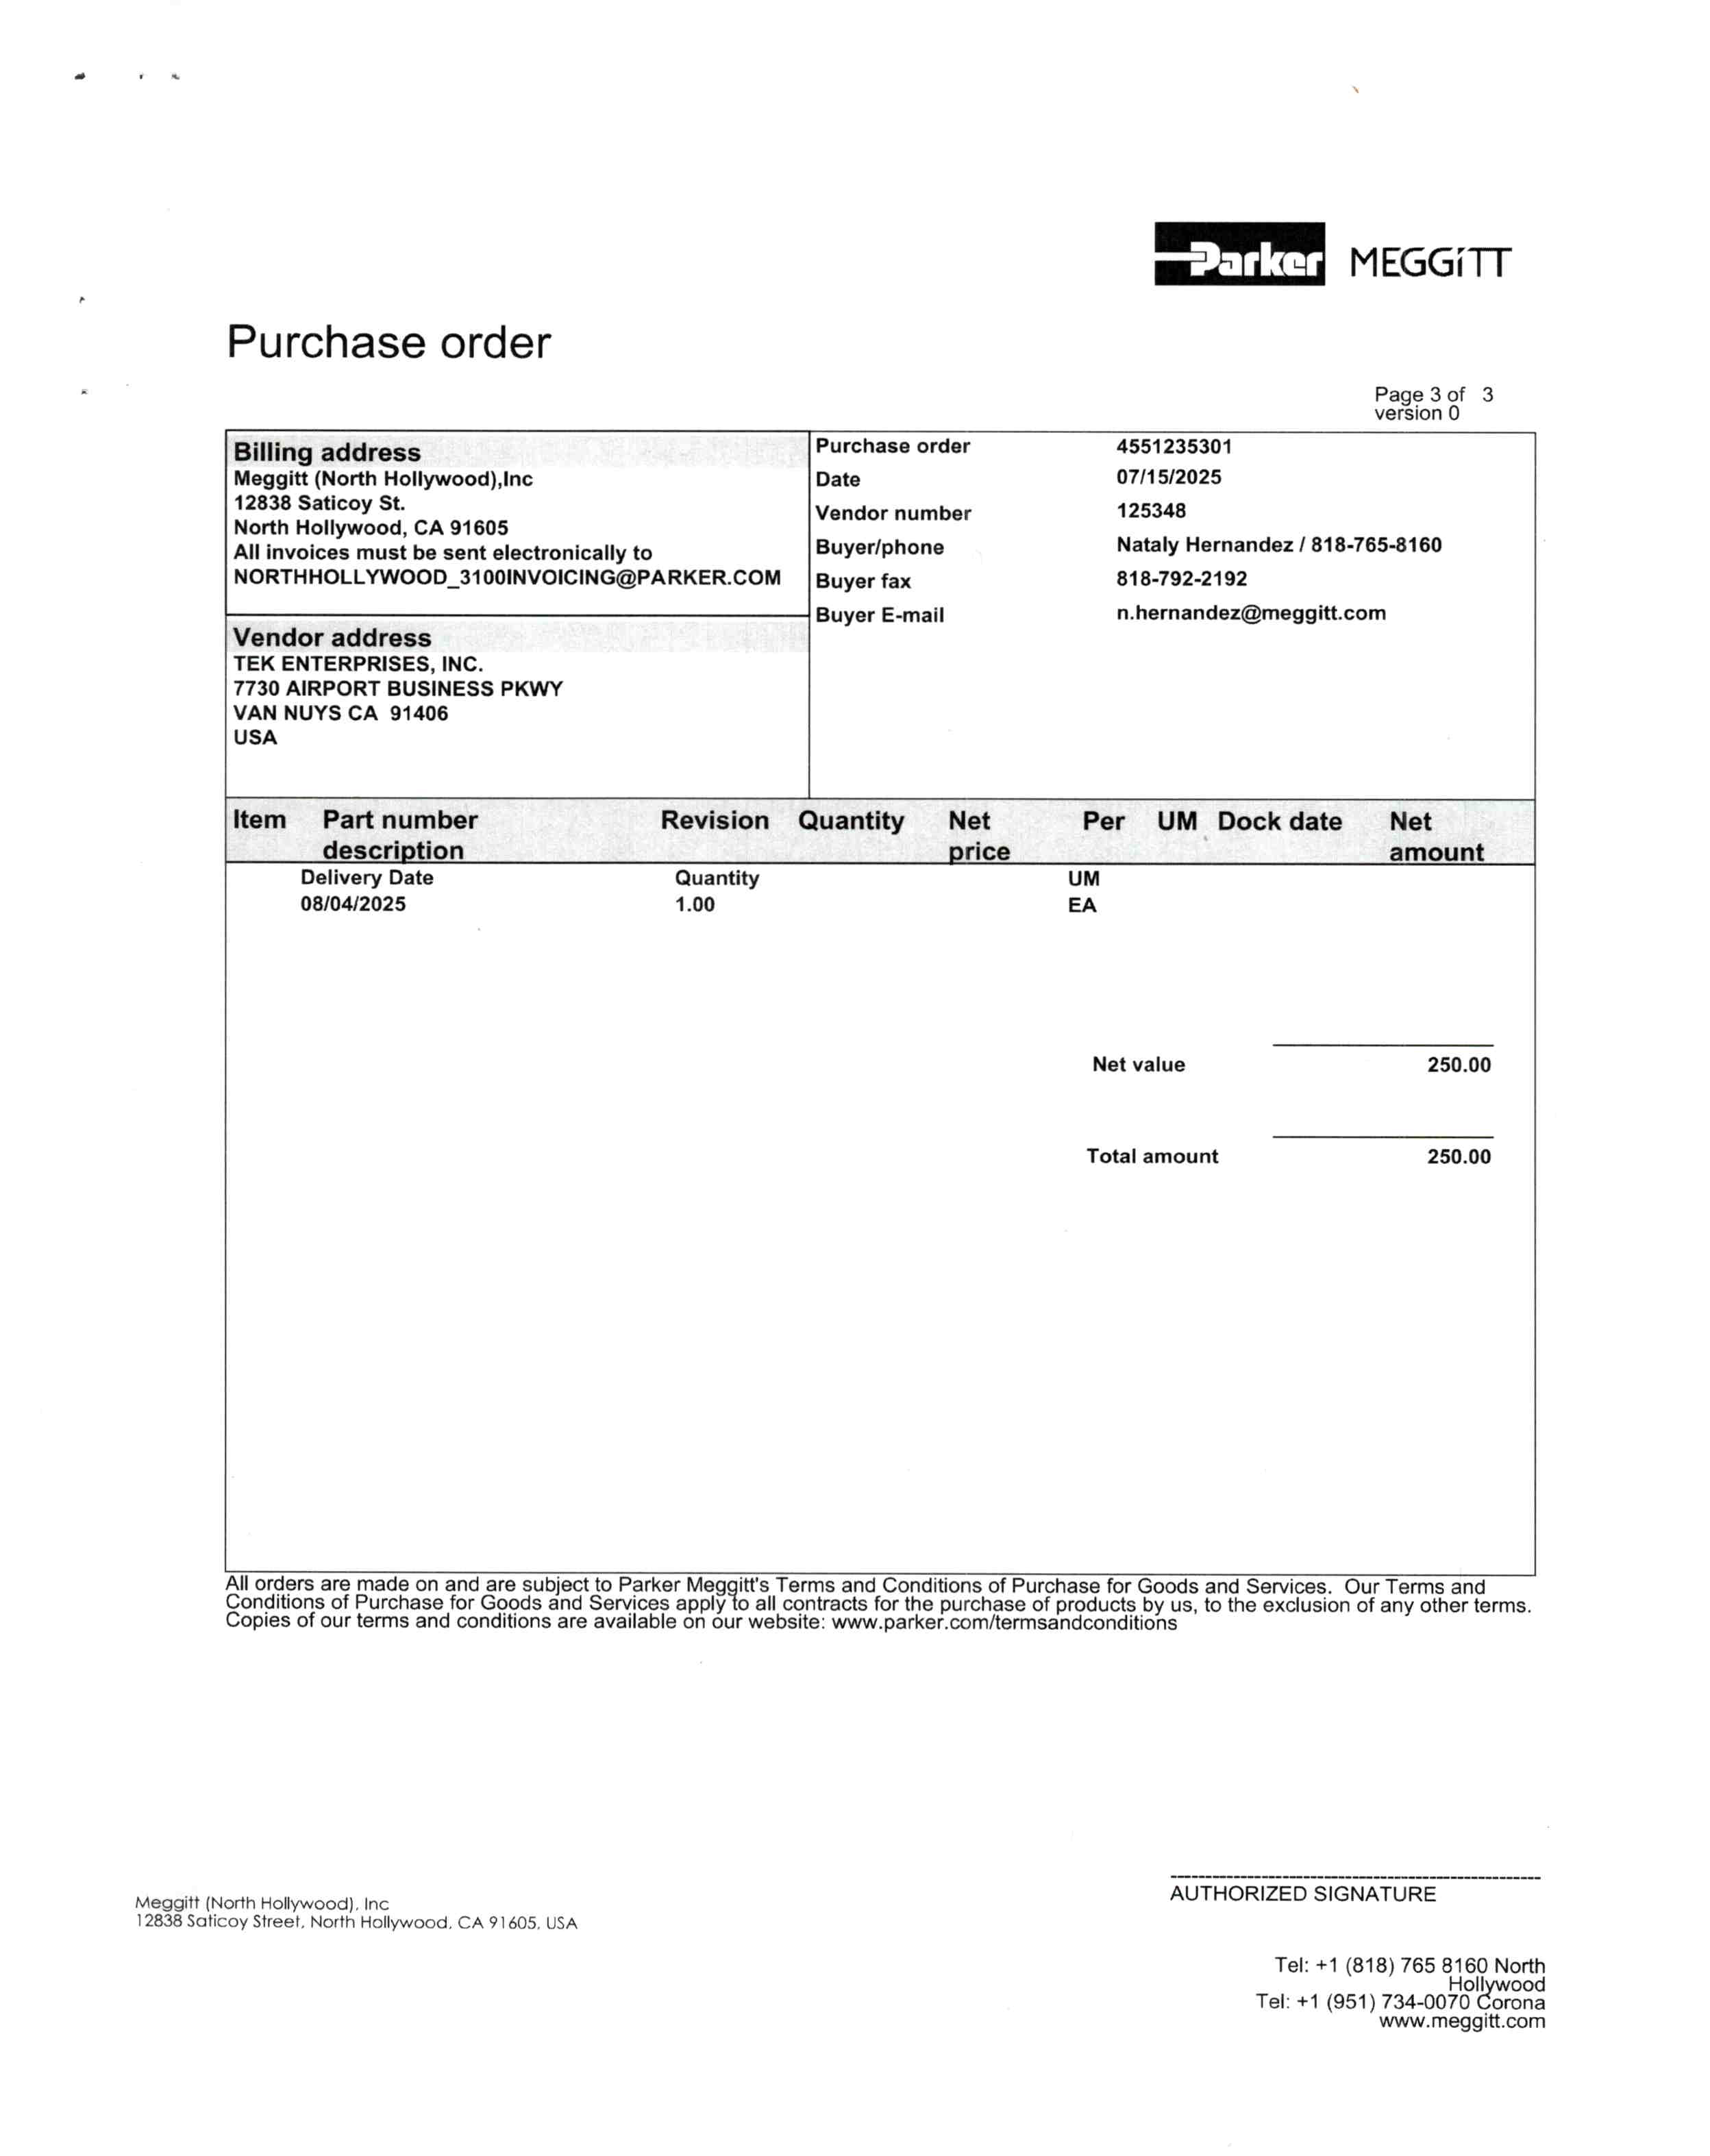 Parker MEGGiTT
Purchase order
Page 3 of 3
version 0
Billing address
Meggitt (North Hollywood),Inc
12838 Saticoy St.
North Hollywood, CA 91605
All invoices must be sent electronically to
NORTHHOLLYWOOD_3100INVOICING@PARKER.COM
Vendor address
TEK ENTERPRISES, INC.
7730 AIRPORT BUSINESS PKWY
VAN NUYS CA 91406
USA
Purchase order 4551235301
Date 07/15/2025
Vendor number 125348
Buyer/phone Nataly Hernandez / 818-765-8160
Buyer fax 818-792-2192
Buyer E-mail n.hernandez@meggitt.com
Item Part number Revision Quantity Net Per UM Dock date Net
description price amount
Delivery Date Quantity UM
08/04/2025 1.00 EA
Net value 250.00
Total amount 250.00
All orders are made on and are subject to Parker Meggitt's Terms and Conditions of Purchase for Goods and Services. Our Terms and
Conditions of Purchase for Goods and Services apply to all contracts for the purchase of products by us, to the exclusion of any other terms.
Copies of our terms and conditions are available on our website: www.parker.com/termsandconditions
AUTHORIZED SIGNATURE
Meggitt (North Hollywood), Inc
12838 Saticoy Street, North Hollywood, CA 91605, USA
Tel: +1 (818) 765 8160 North
Hollywood
Tel: +1 (951) 734-0070 Corona
www.meggitt.com